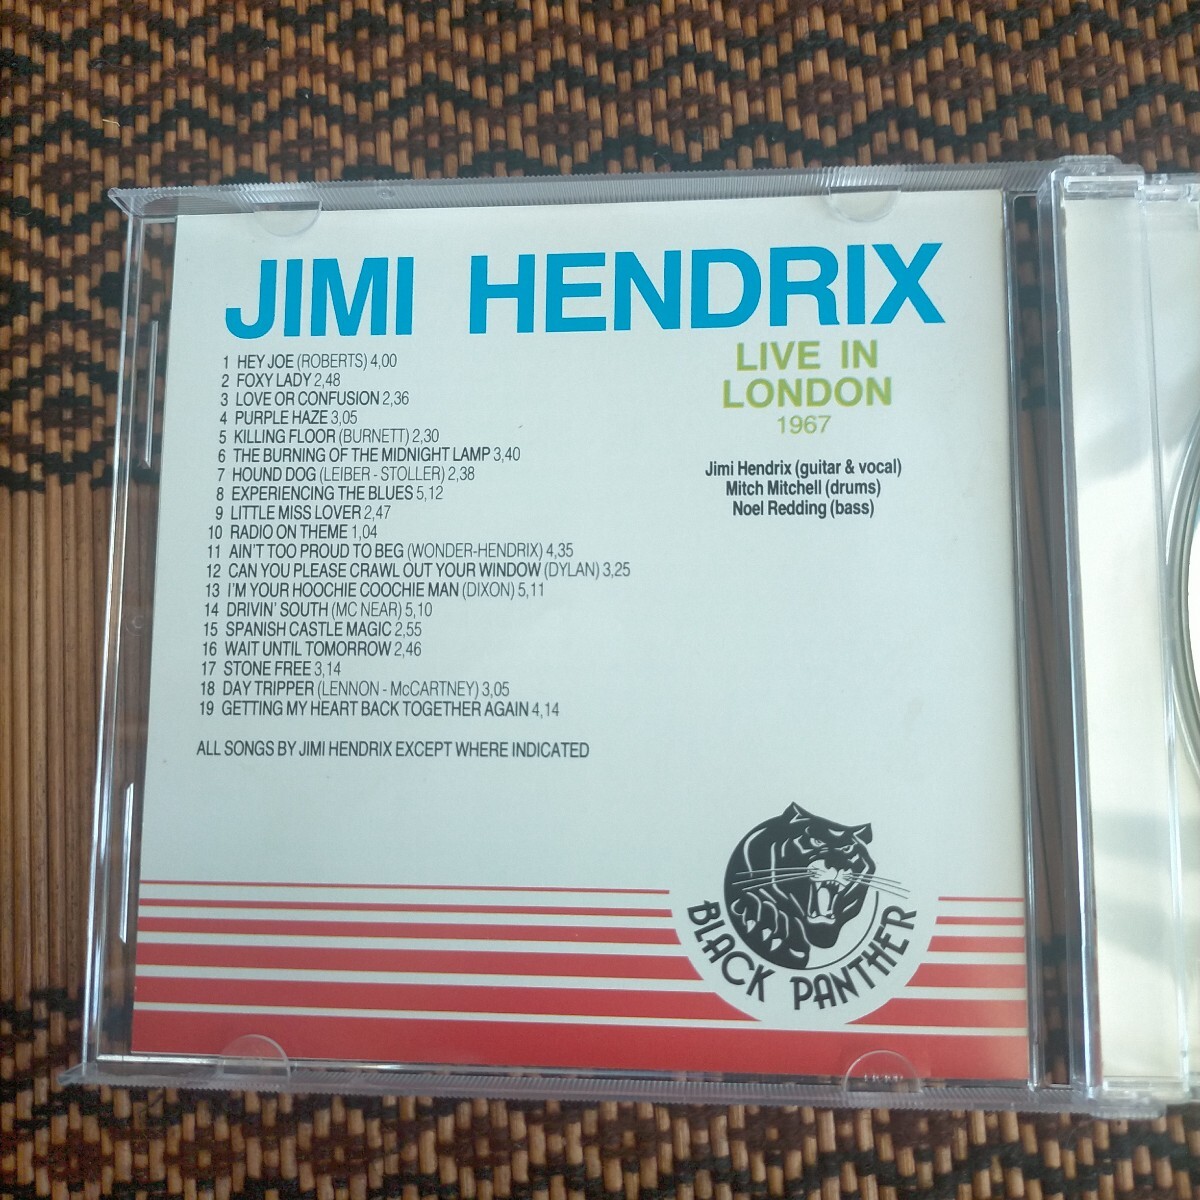 JIMI HENDRIX
LIVE IN
LONDON
1967
Jimi Hendrix (guitar & vocal)
Mitch Mitchell (drums)
Noel Redding (bass)
1 HEY JOE (ROBERTS) 4,00
2 FOXY LADY 2,48
3 LOVE OR CONFUSION 2,36
4 PURPLE HAZE 3,05
5 KILLING FLOOR (BURNETT) 2,30
6 THE BURNING OF THE MIDNIGHT LAMP 3,40
7 HOUND DOG (LEIBER - STOLLER) 2,38
8 EXPERIENCING THE BLUES 5,12
9 LITTLE MISS LOVER 2,47
10 RADIO ON THEME 1,04
11 AIN'T TOO PROUD TO BEG (WONDER-HENDRIX) 4,35
12 CAN YOU PLEASE CRAWL OUT YOUR WINDOW (DYLAN) 3,25
13 I'M YOUR HOOCHIE COOCHIE MAN (DIXON) 5,11
14 DRIVIN' SOUTH (MC NEAR) 5,10
15 SPANISH CASTLE MAGIC 2,55
16 WAIT UNTIL TOMORROW 2,46
17 STONE FREE 3,14
18 DAY TRIPPER (LENNON - McCARTNEY) 3,05
19 GETTING MY HEART BACK TOGETHER AGAIN 4,14
ALL SONGS BY JIMI HENDRIX EXCEPT WHERE INDICATED
BLACK PANTHER